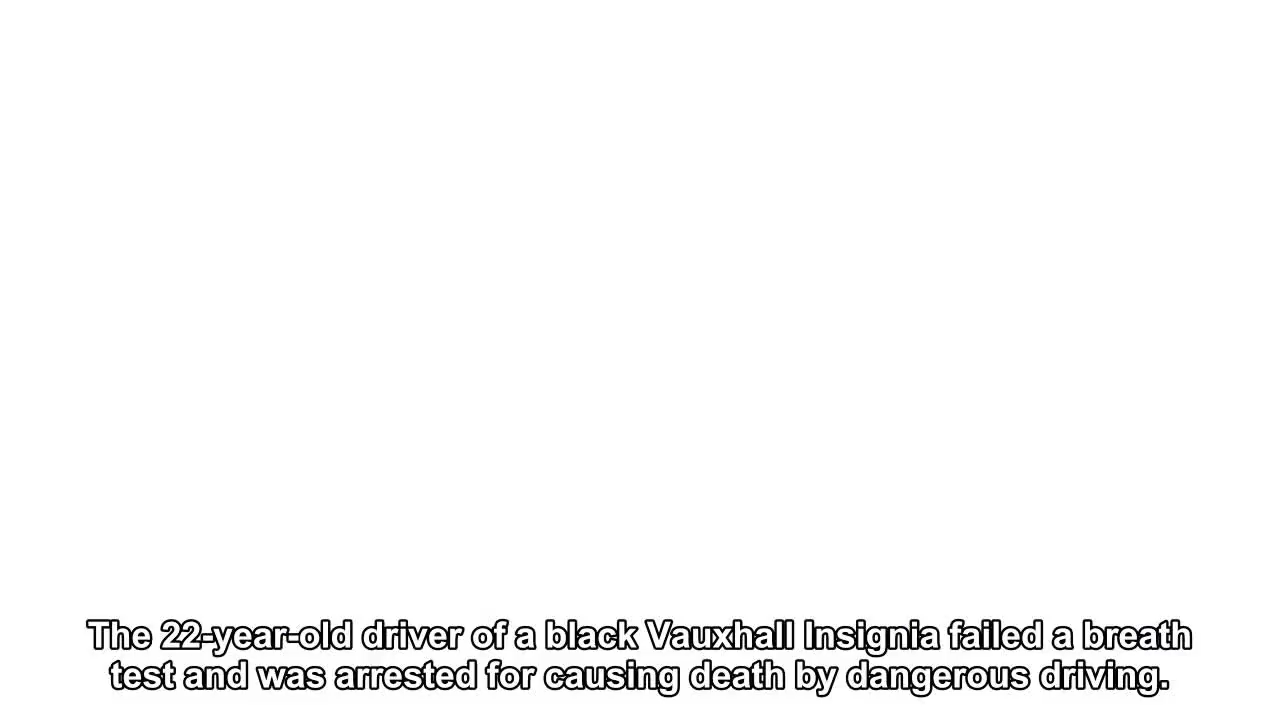 The 22-year-old driver of a black Vauxhall Insignia failed a breath
test and was arrested for causing death by dangerous driving.